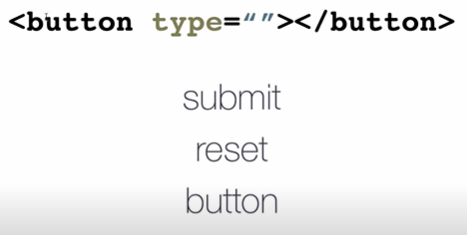 <button type=“”></button>
submit
reset
button